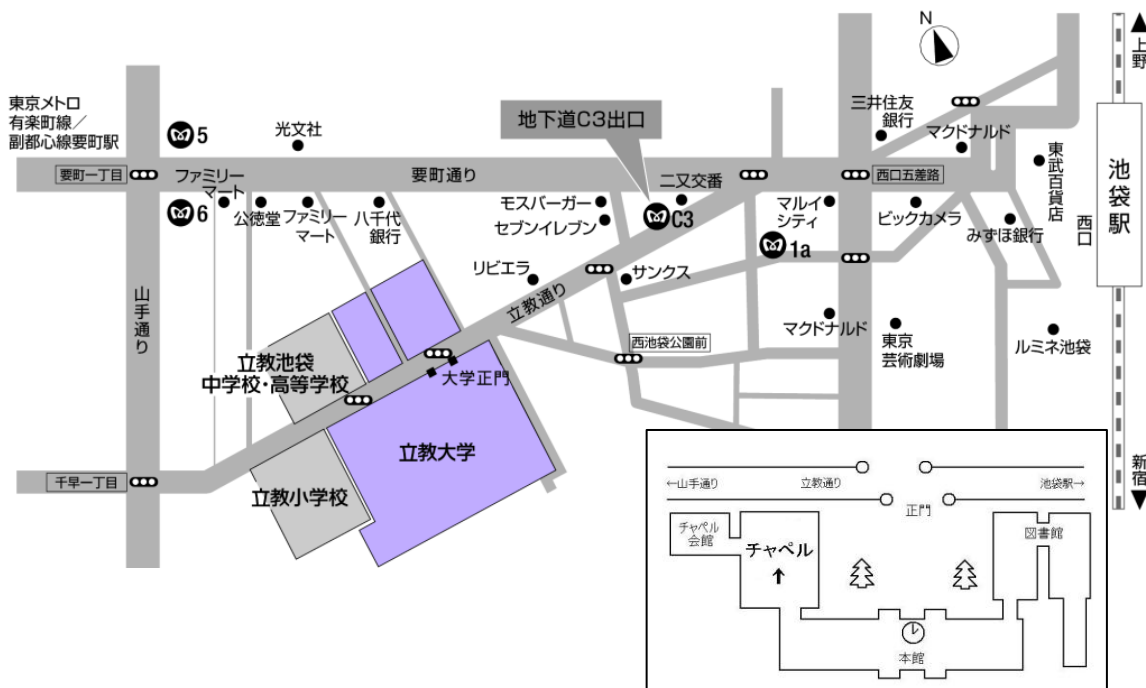 N
上野
東京メトロ
有楽町線／
副都心線要町駅
5
光文社
地下道C3出口
三井住友
銀行
マクドナルド
東武百貨店
池袋駅
西口
要町一丁目
ファミリー
マート
要町通り
二又交番
西口五差路
6
公徳堂
ファミリー
マート
八千代
銀行
モスバーガー
セブンイレブン
C3
マルイ
シティ
1a
ビックカメラ
みずほ銀行
山手通り
リビエラ
立教通り
サンクス
マクドナルド
東京
芸術劇場
ルミネ池袋
西池袋公園前
立教池袋
中学校・高等学校
大学正門
立教大学
立教小学校
千早一丁目
新宿
←山手通り
立教通り
池袋駅→
正門
チャペル
会館
チャペル
図書館
本館